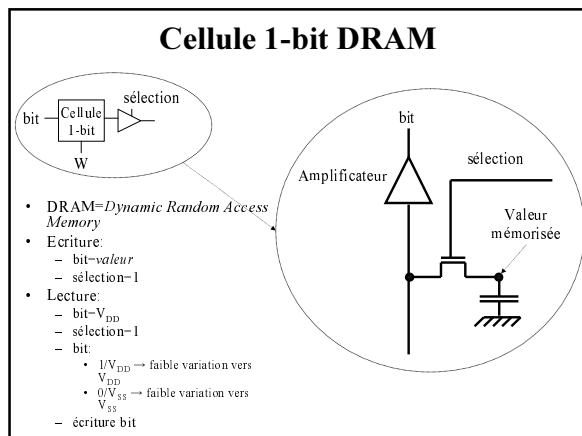 Cellule 1-bit DRAM
sélection
bit
Cellule
1-bit
W
bit
sélection
Amplificateur
Valeur
mémorisée
• DRAM=Dynamic Random Access
Memory
• Ecriture:
– bit=valeur
– sélection=1
• Lecture:
– bit=VDD
– sélection=1
– bit:
• 1/VDD → faible variation vers
VDD
• 0/VSS → faible variation vers
VSS
– écriture bit